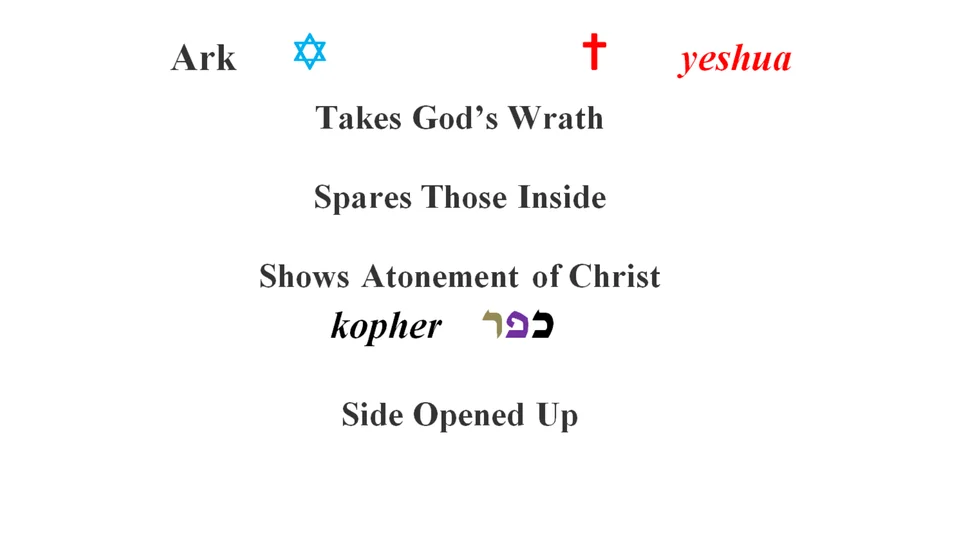 Ark ✡ ✝ yeshua
Takes God’s Wrath
Spares Those Inside
Shows Atonement of Christ
kopher כפר
Side Opened Up